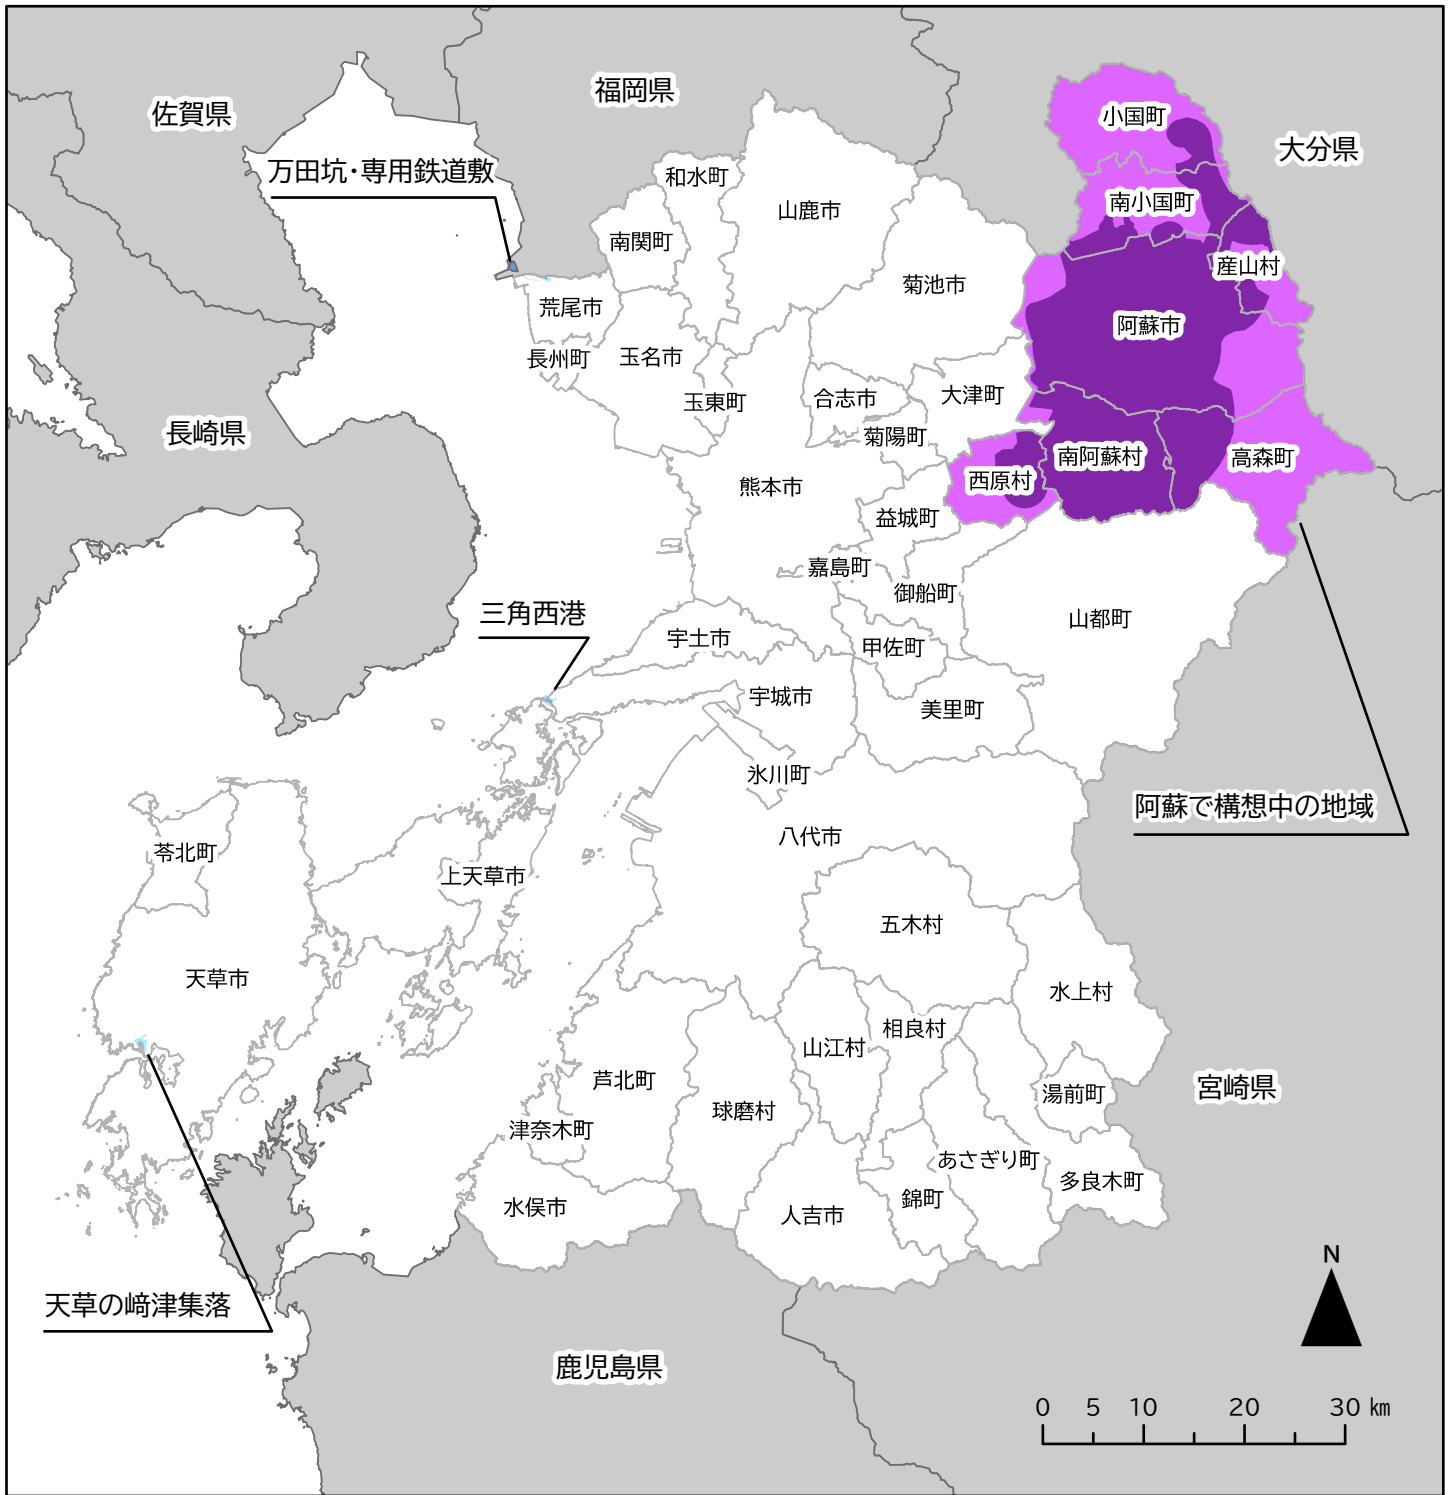 福岡県
佐賀県
小国町
大分県
万田坑・専用鉄道敷
和水町
南小国町
山鹿市
南関町
産山村
菊池市
荒尾市
阿蘇市
長州町
玉名市
大津町
玉東町
合志市
長崎県
菊陽町
南阿蘇村
高森町
西原村
熊本市
益城町
嘉島町
御船町
三角西港
山都町
宇土市
甲佐町
宇城市
美里町
氷川町
阿蘇で構想中の地域
八代市
苓北町
上天草市
五木村
天草市
水上村
相良村
山江村
芦北町
宮崎県
湯前町
球磨村
津奈木町
あさぎり町
多良木町
錦町
水俣市
人吉市
N
天草の﨑津集落
鹿児島県
0 5 10 20 30 ㎞